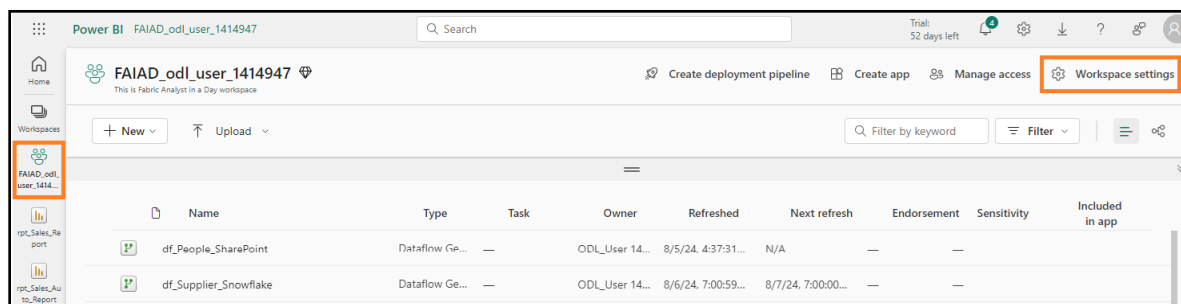 Power BI FAIAD_odl_user_1414947 Search Trial: 4
52 days left
Home
FAIAD_odl_user_1414947 Create deployment pipeline Create app Manage access Workspace settings
This is Fabric Analyst in a Day workspace
Workspaces
+ New Upload Filter by keyword Filter
FAIAD_odl_
user_1414...
Name Type Task Owner Refreshed Next refresh Endorsement Sensitivity Included
in app
rpt_Sales_Re
port
df_People_SharePoint Dataflow Ge... — ODL_User 14... 8/5/24, 4:37:31... N/A — —
df_Supplier_Snowflake Dataflow Ge... — ODL_User 14... 8/6/24, 7:00:59... 8/7/24, 7:00:00... — —
rpt_Sales_Au
to_Report